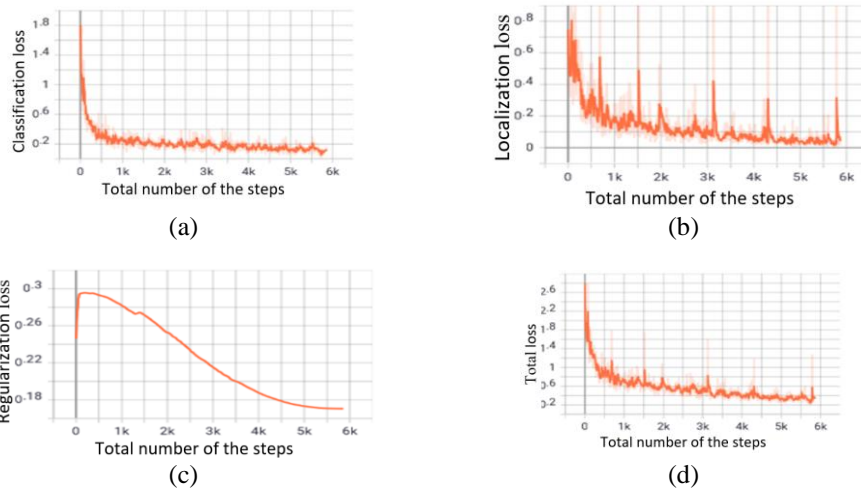 1.8
1.4
1
0.6
0.2
Classification loss
0 1k 2k 3k 4k 5k 6k
Total number of the steps
(a)
0.8
0.6
0.4
0.2
0
Localization loss
0 1k 2k 3k 4k 5k 6k
Total number of the steps
(b)
0.3
0.26
0.22
0.18
Regularization loss
0 1k 2k 3k 4k 5k 6k
Total number of the steps
(c)
2.6
2.2
1.8
1.4
1
0.6
0.2
Total loss
0 1k 2k 3k 4k 5k 6k
Total number of the steps
(d)